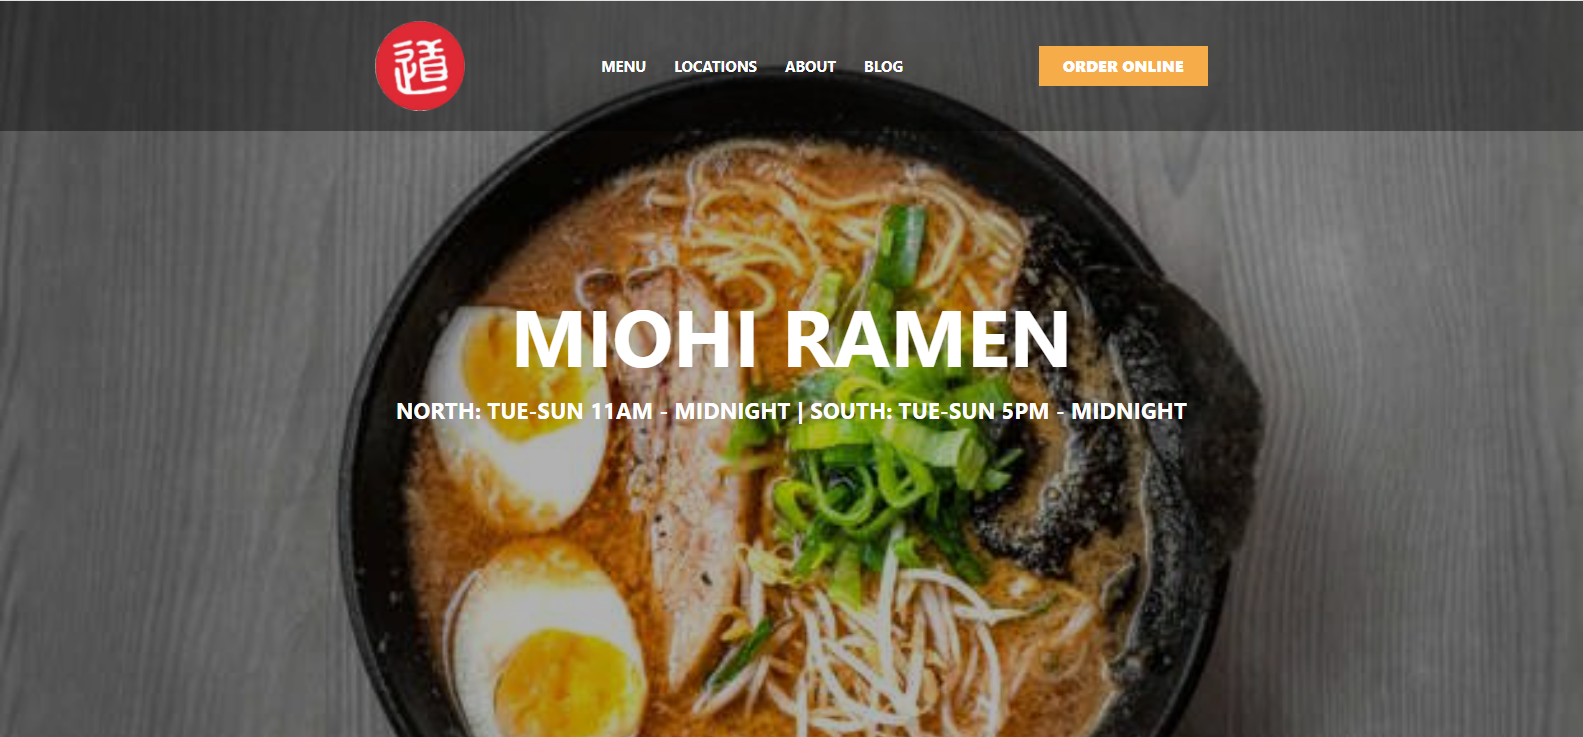 道
MENU LOCATIONS ABOUT BLOG ORDER ONLINE
MIOHI RAMEN
NORTH: TUE-SUN 11AM - MIDNIGHT | SOUTH: TUE-SUN 5PM - MIDNIGHT